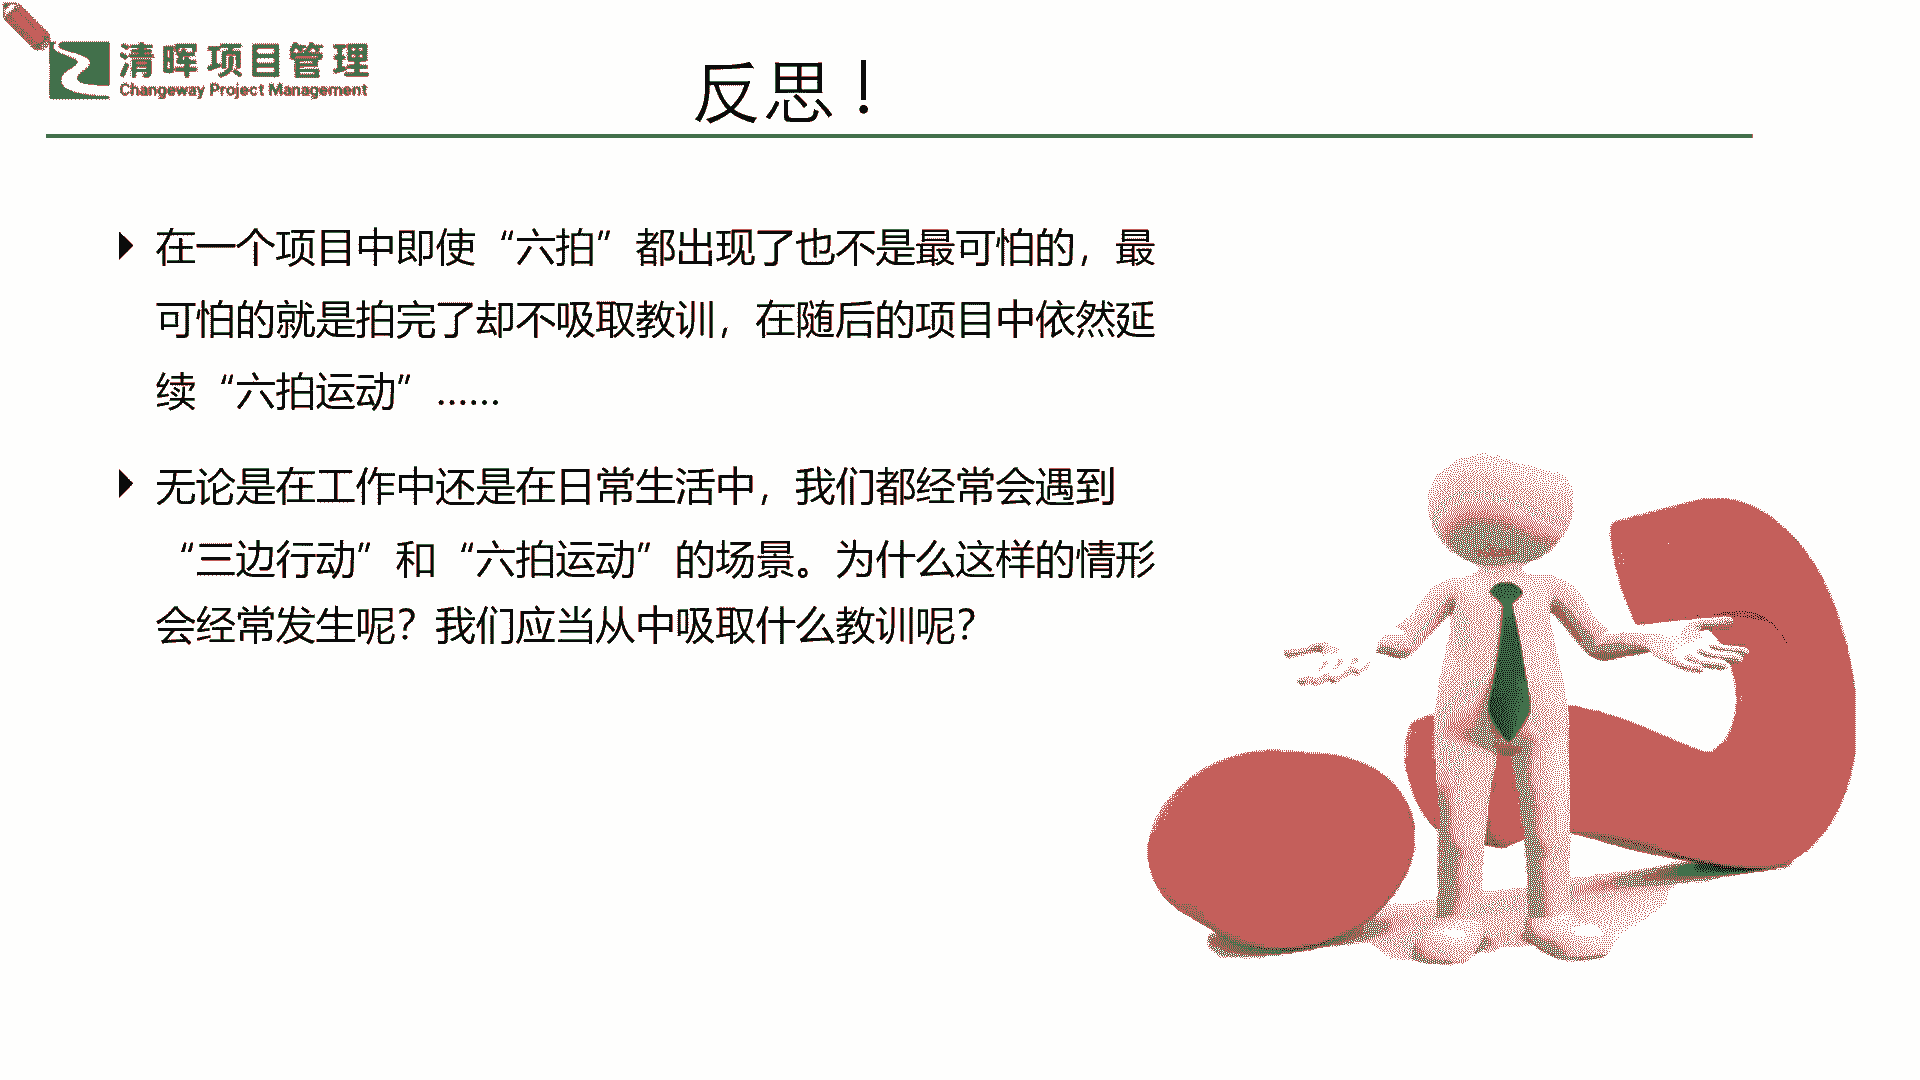 清晖项目管理
Changeway Project Management
反思！
在一个项目中即使“六拍”都出现了也不是最可怕的，最
可怕的就是拍完了却不吸取教训，在随后的项目中依然延
续“六拍运动”……
无论是在工作中还是在日常生活中，我们都经常会遇到
“三边行动”和“六拍运动”的场景。为什么这样的情形
会经常发生呢？我们应当从中吸取什么教训呢？